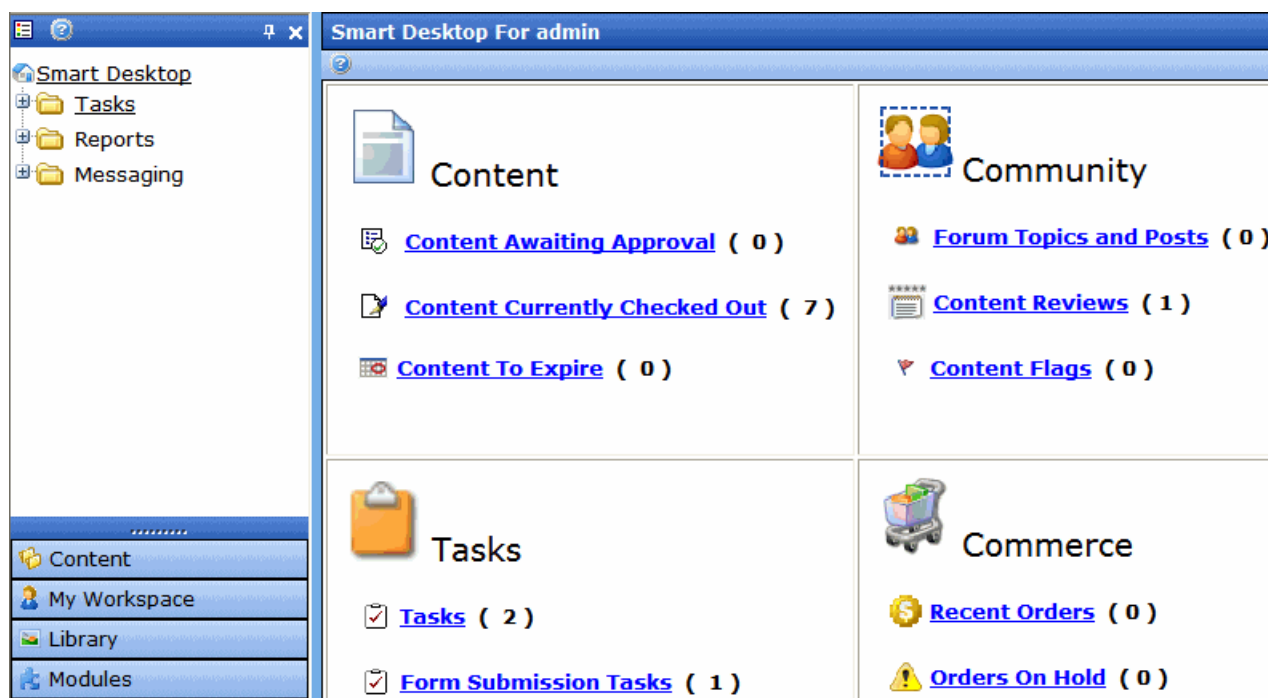 Smart Desktop
Tasks
Reports
Messaging
Content
My Workspace
Library
Modules
Smart Desktop For admin
Content
Content Awaiting Approval ( 0 )
Content Currently Checked Out ( 7 )
Content To Expire ( 0 )
Community
Forum Topics and Posts ( 0 )
Content Reviews ( 1 )
Content Flags ( 0 )
Tasks
Tasks ( 2 )
Form Submission Tasks ( 1 )
Commerce
Recent Orders ( 0 )
Orders On Hold ( 0 )